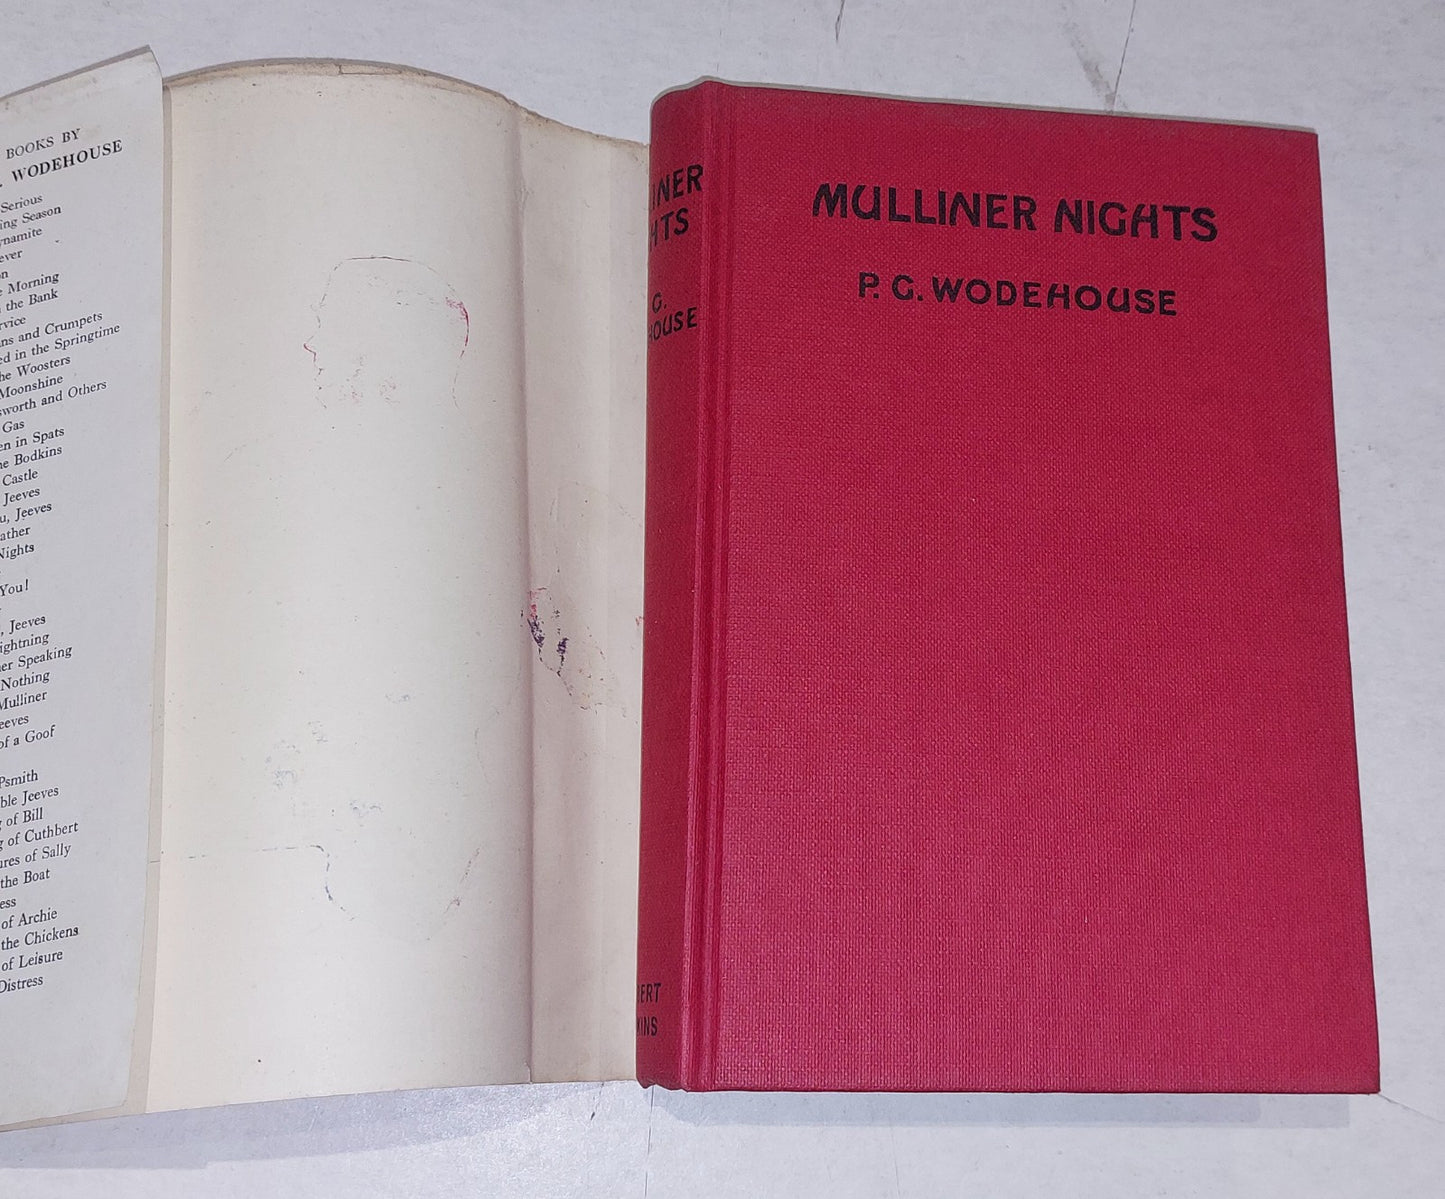 BOOKS BY
. WODEHOUSE
Serious
ing Season
ynamite
ever
on
e Morning
the Bank
rvice
ns and Crumpets
ed in the Springtime
he Woosters
Moonshine
sworth and Others
Gas
en in Spats
he Bodkins
Castle
Jeeves
u, Jeeves
ather
Nights
You!
, Jeeves
ightning
er Speaking
Nothing
Mulliner
eeves
of a Goof
Psmith
ble Jeeves
g of Bill
g of Cuthbert
ures of Sally
the Boat
ess
of Archie
the Chickens
of Leisure
Distress
INER
HTS
G.
HOUSE
ERT
KINS
MULLINER NIGHTS
P. G. WODEHOUSE